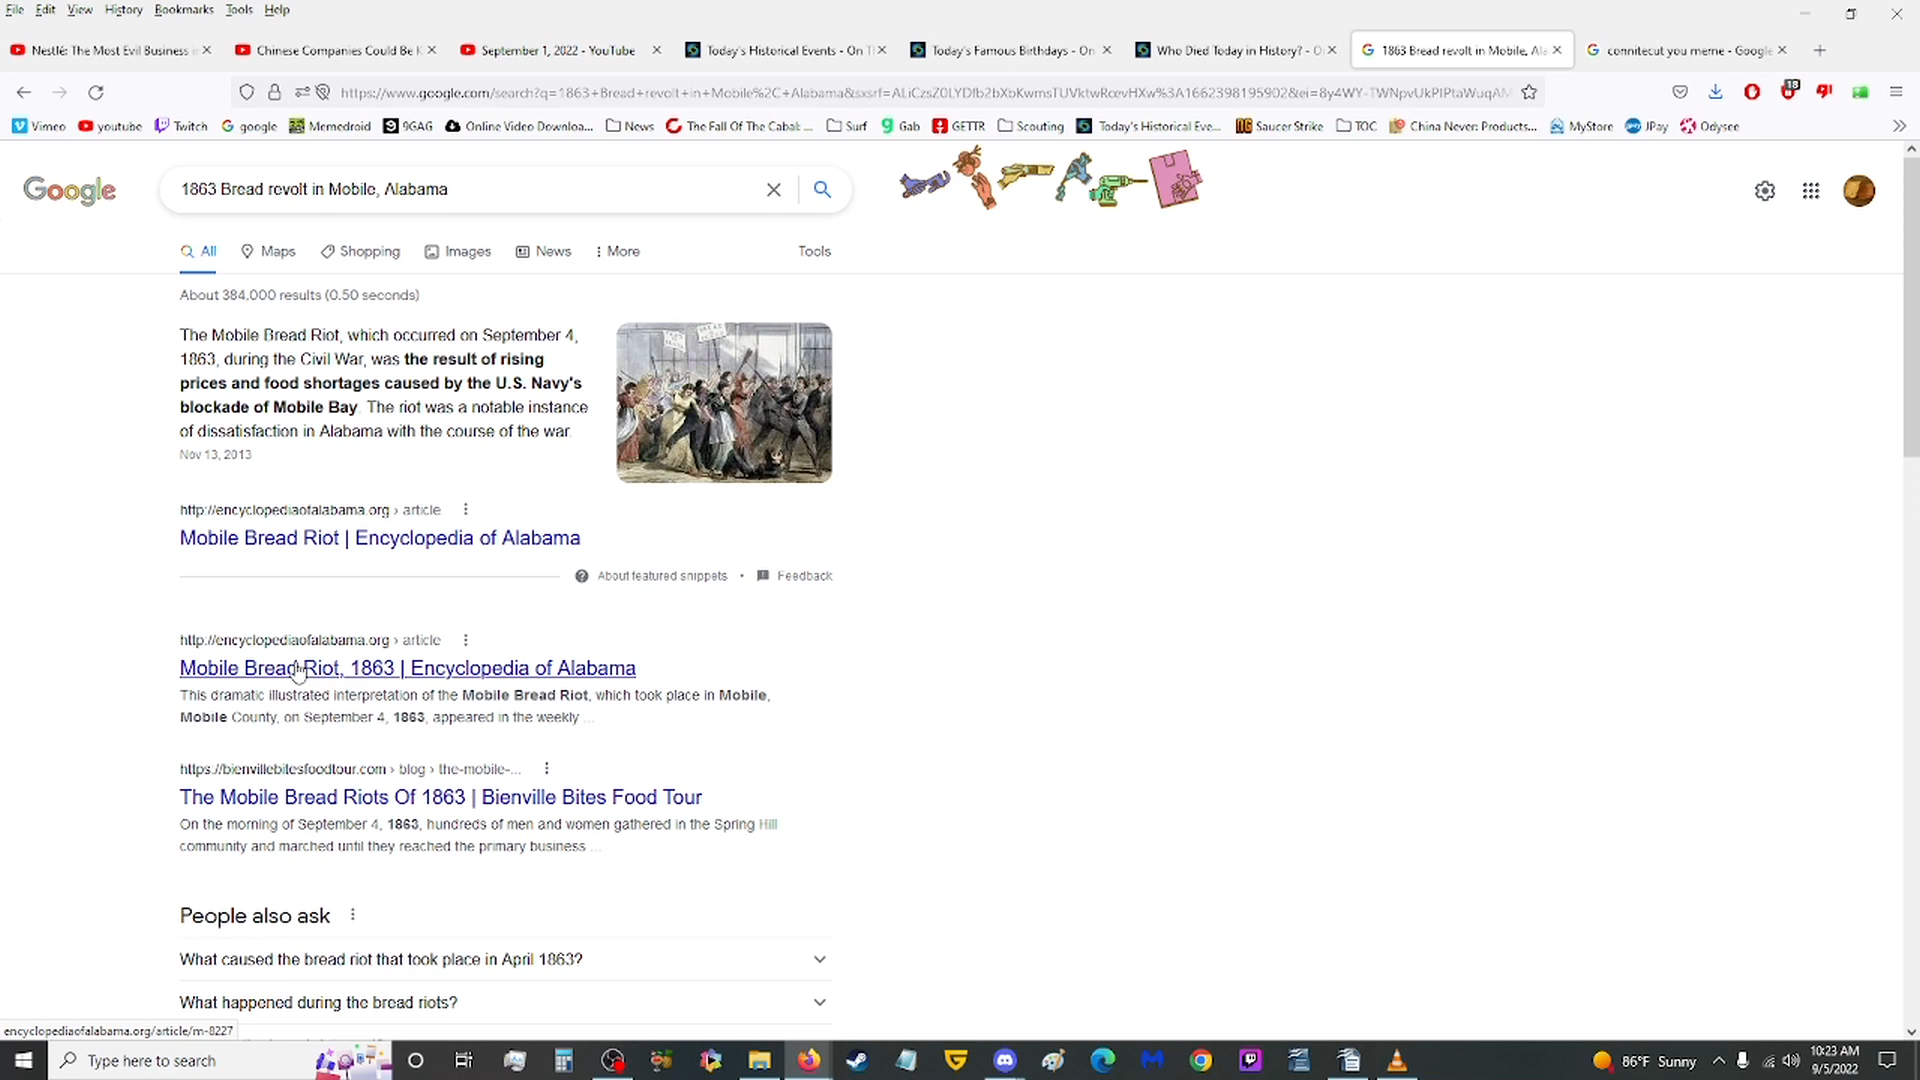 File Edit View History Bookmarks Tools Help
Nestlé: The Most Evil Business
Chinese Companies Could Be
September 1, 2022 - YouTube
Today's Historical Events - On
Today's Famous Birthdays - On
Who Died Today in History? -
1863 Bread revolt in Mobile, Al
connitecut you meme - Google
https://www.google.com/search?q=1863+Bread+revolt+in+Mobile%2C+Alabama&sxsrf=
18
Vimeo youtube Twitch google Memedroid 9GAG Online Video Downloa... News The Fall Of The Cabal: ... Surf Gab GETTR Scouting Today's Historical Eve... Saucer Strike TOC China Never: Products... MyStore JPay Odysee
Google
1863 Bread revolt in Mobile, Alabama
All Maps Shopping Images News More Tools
About 384,000 results (0.50 seconds)
The Mobile Bread Riot, which occurred on September 4,
1863, during the Civil War, was the result of rising
prices and food shortages caused by the U.S. Navy's
blockade of Mobile Bay. The riot was a notable instance
of dissatisfaction in Alabama with the course of the war.
Nov 13, 2013
http://encyclopediaofalabama.org › article
Mobile Bread Riot | Encyclopedia of Alabama
About featured snippets • Feedback
http://encyclopediaofalabama.org › article
Mobile Bread Riot, 1863 | Encyclopedia of Alabama
This dramatic illustrated interpretation of the Mobile Bread Riot, which took place in Mobile,
Mobile County, on September 4, 1863, appeared in the weekly ...
https://bienvillebitesfoodtour.com › blog › the-mobile-...
The Mobile Bread Riots Of 1863 | Bienville Bites Food Tour
On the morning of September 4, 1863, hundreds of men and women gathered in the Spring Hill
community and marched until they reached the primary business ...
People also ask
What caused the bread riot that took place in April 1863?
What happened during the bread riots?
encyclopediaofalabama.org/article/m-8227
Type here to search
86°F Sunny
10:23 AM
9/5/2022